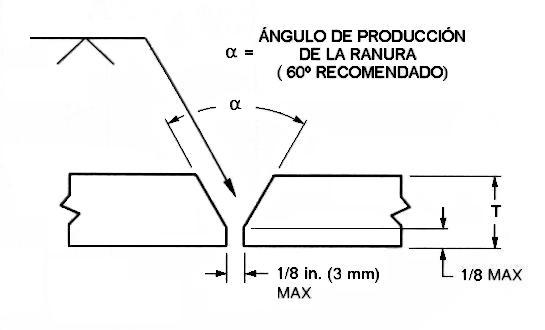 ÁNGULO DE PRODUCCIÓN
α = DE LA RANURA
( 60º RECOMENDADO)
α
T
1/8 in. (3 mm)
MAX
1/8 MAX